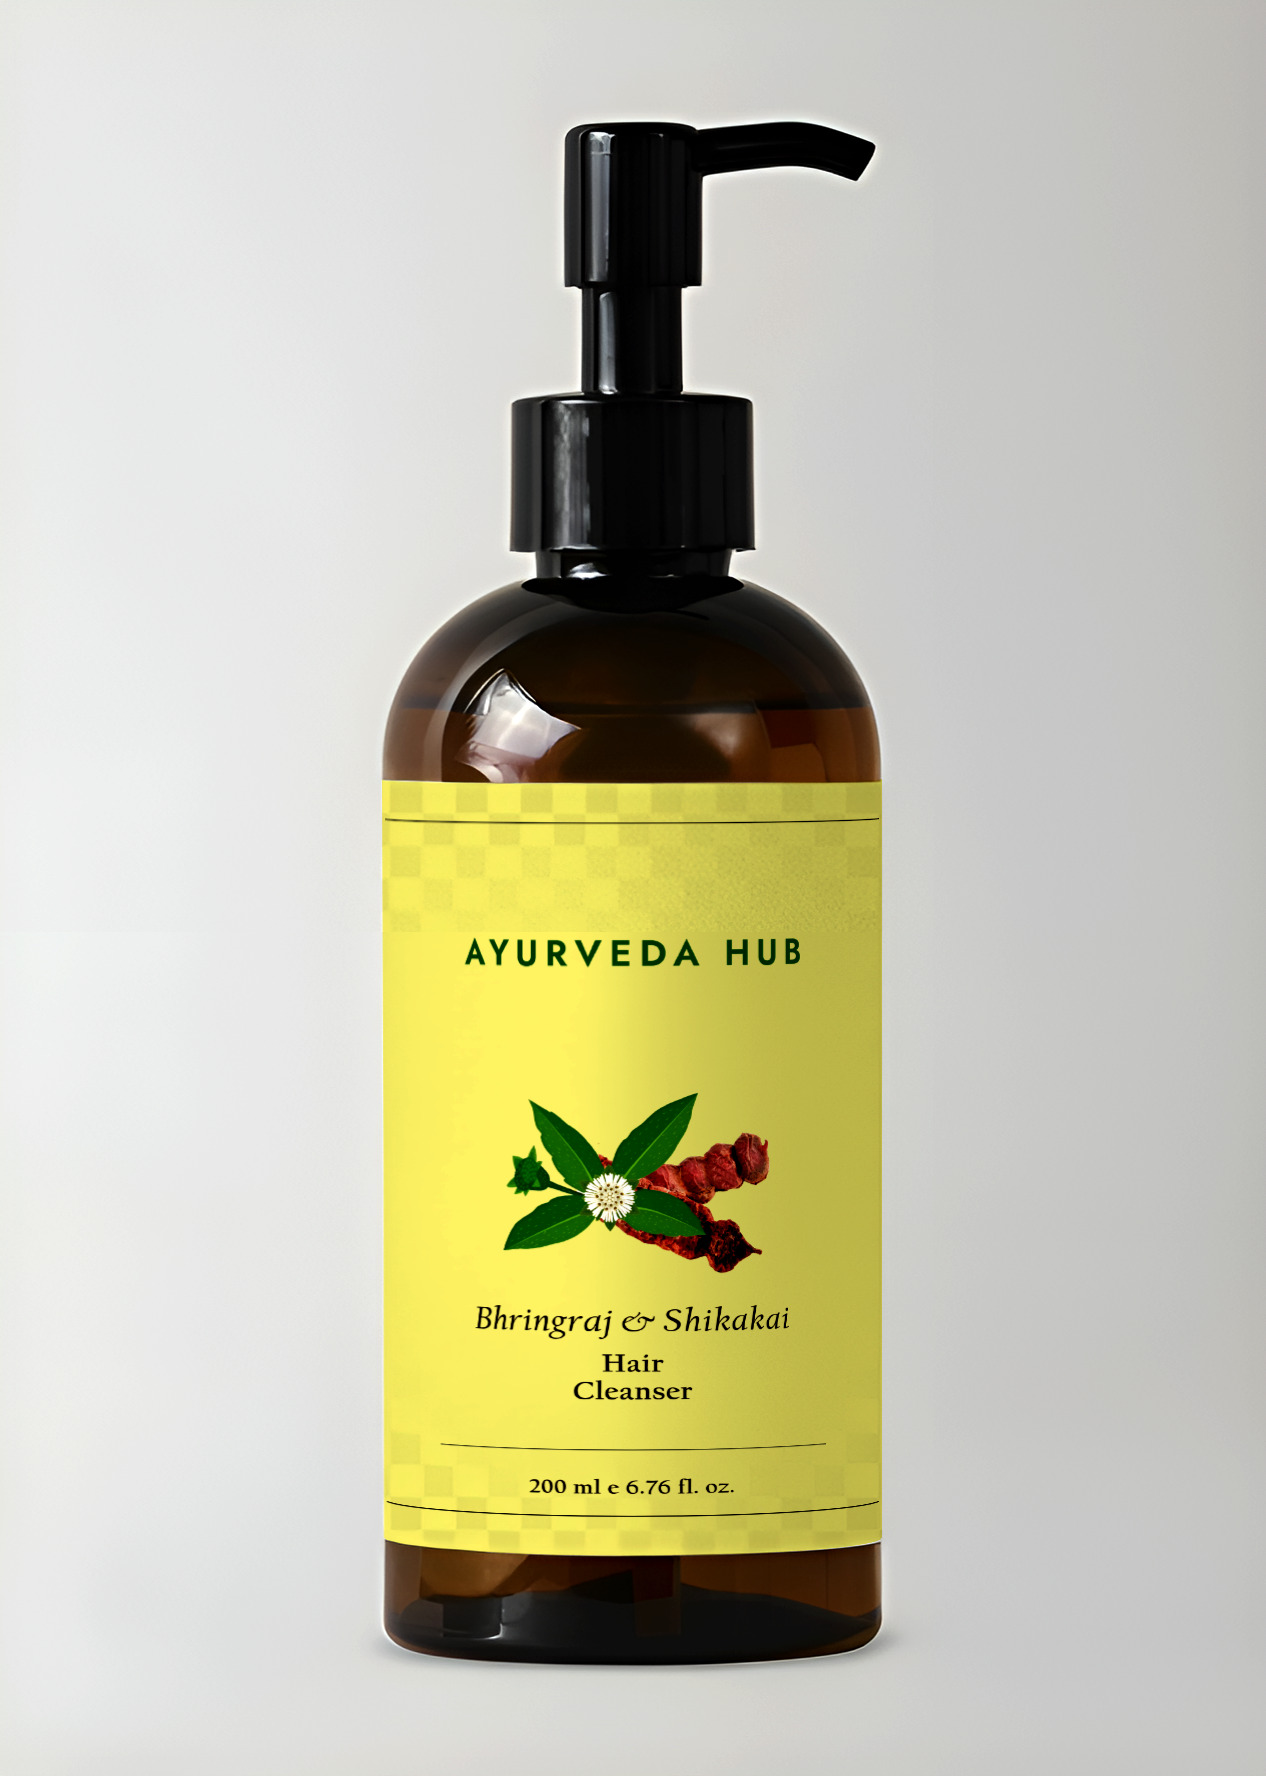 AYURVEDA HUB
Bhringraj & Shikakai
Hair
Cleanser
200 ml e 6.76 fl. oz.